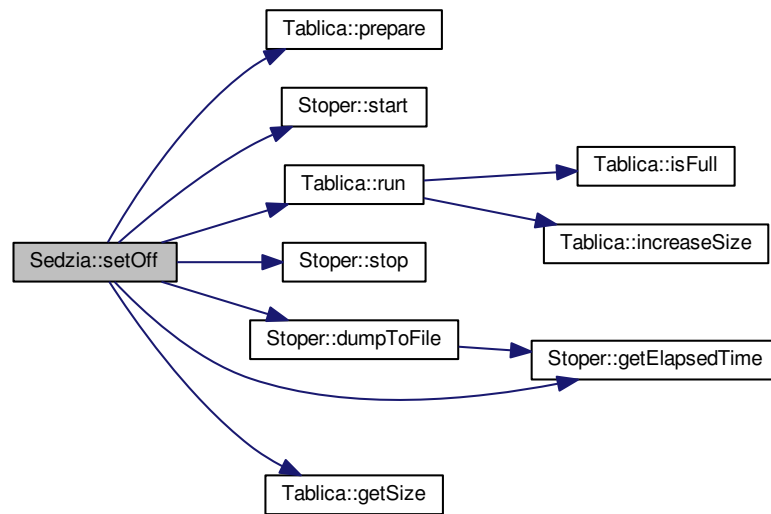 Tablica::prepare
Stoper::start
Tablica::run
Tablica::isFull
Tablica::increaseSize
Sedzia::setOff
Stoper::stop
Stoper::dumpToFile
Stoper::getElapsedTime
Tablica::getSize